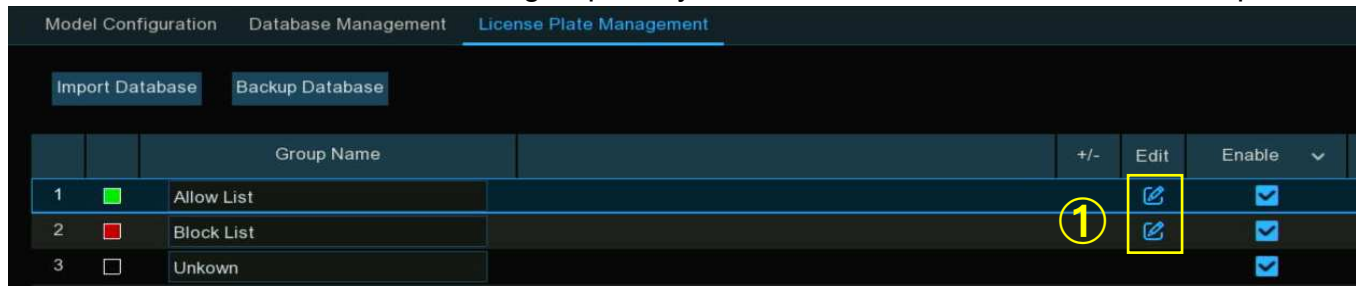 Model Configuration Database Management License Plate Management
Import Database Backup Database
Group Name +/- Edit Enable
1 Allow List
① 
2 Block List
3 Unkown